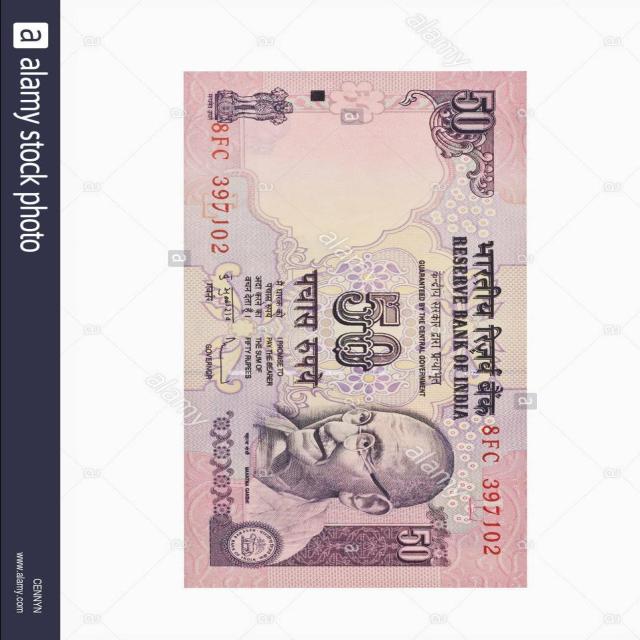 50
भारतीय रिज़र्व बैंक
RESERVE BANK OF INDIA
केन्द्रीय सरकार द्वारा प्रत्याभूत
GUARANTEED BY THE CENTRAL GOVERNMENT
8FC 397102
50
पचास रुपये
मैं धारक को
पचास रुपये
अदा करने का
वचन देता हूँ।
I PROMISE TO
PAY THE BEARER
THE SUM OF
FIFTY RUPEES
गवर्नर
GOVERNOR
8FC 397102
50
MAHATMA GANDHI
a alamy stock photo
CENNYN
www.alamy.com
alamy
alamy
alamy
alamy